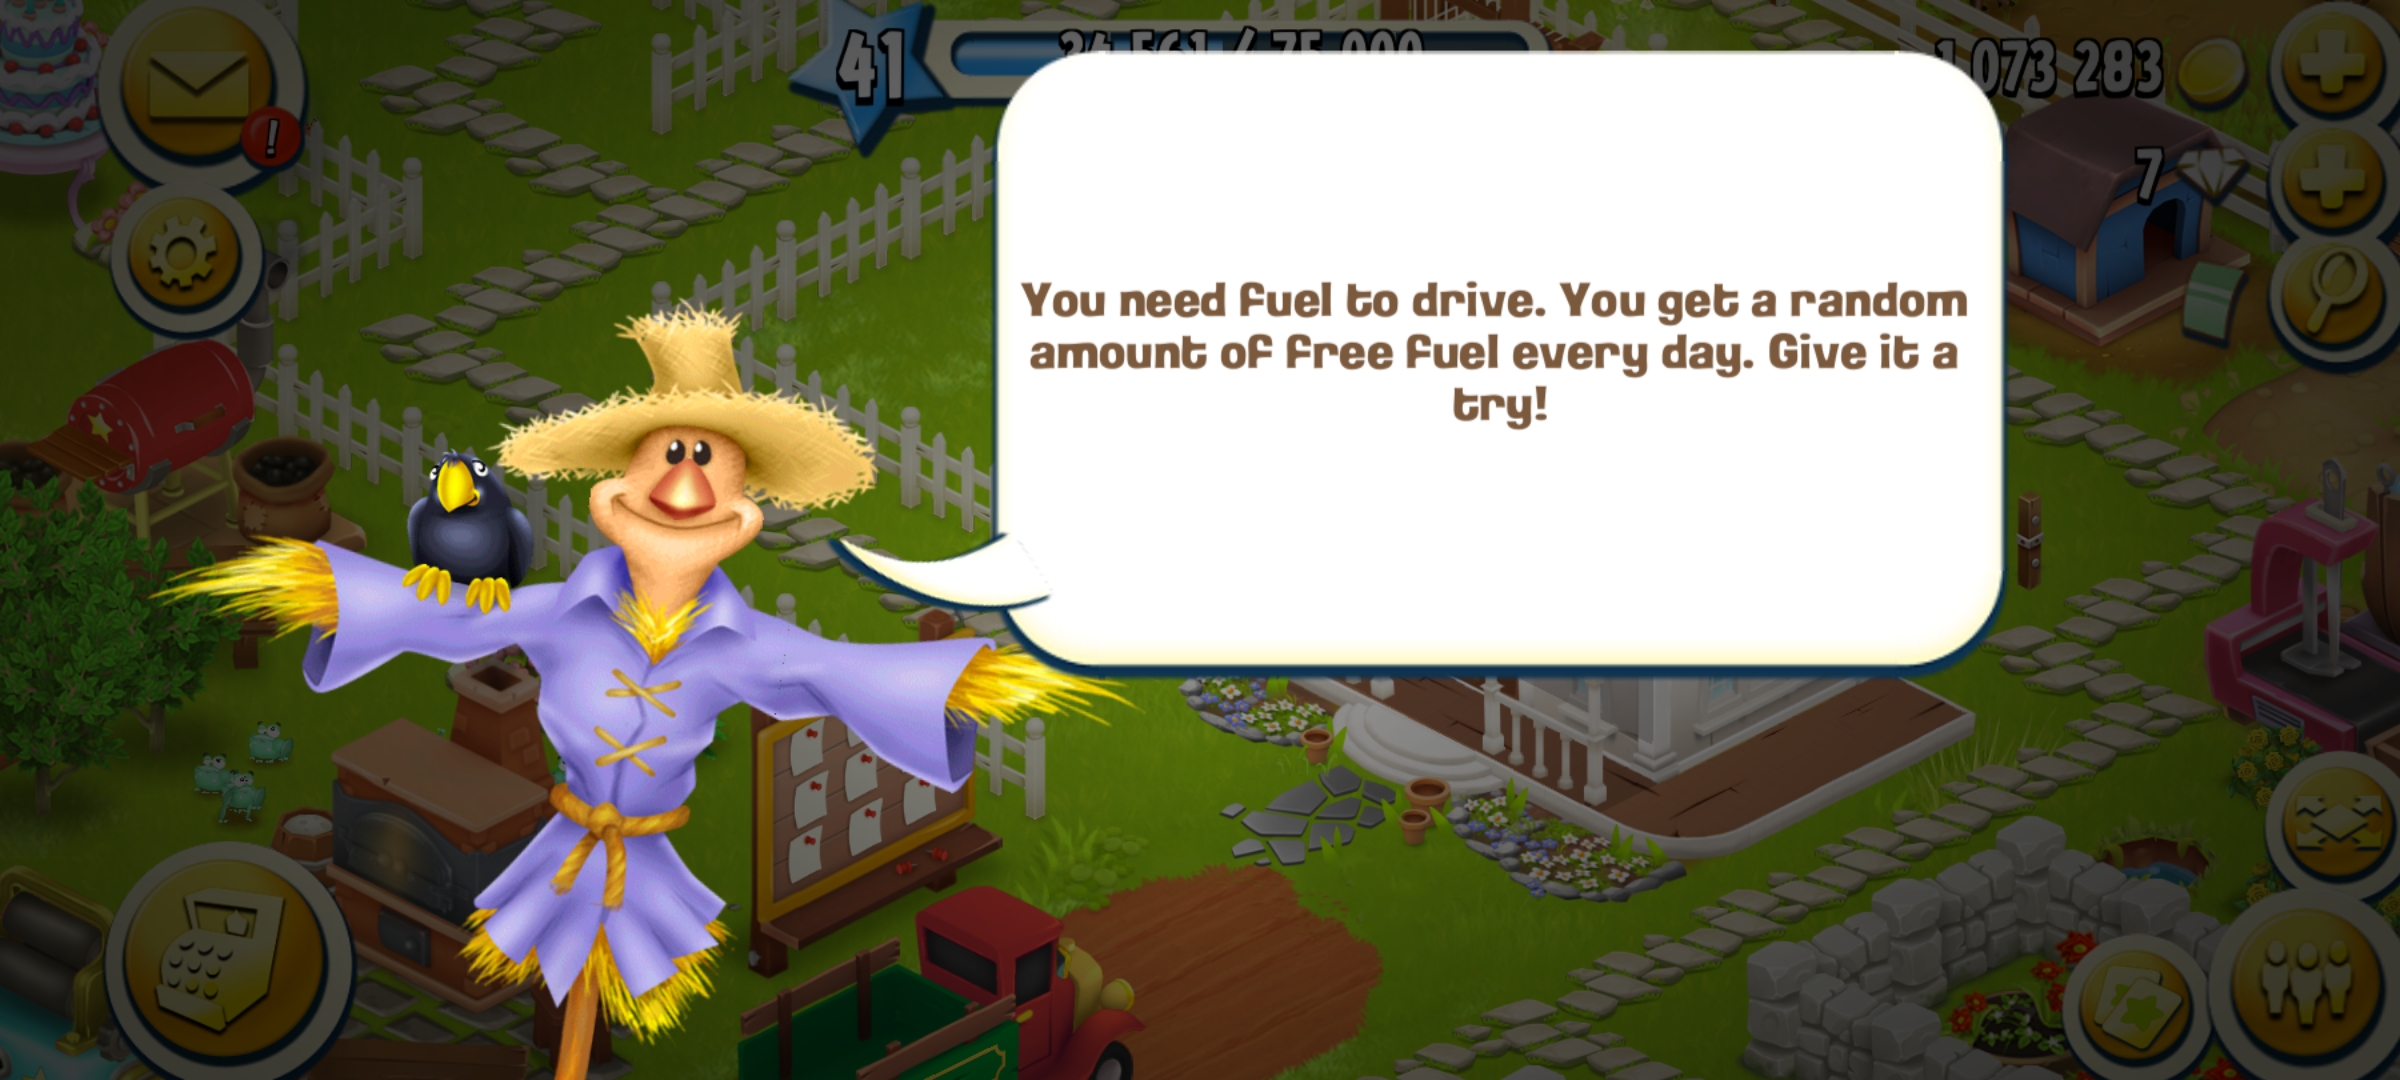 41
1 073 283
7
You need fuel to drive. You get a random
amount of free fuel every day. Give it a
try!